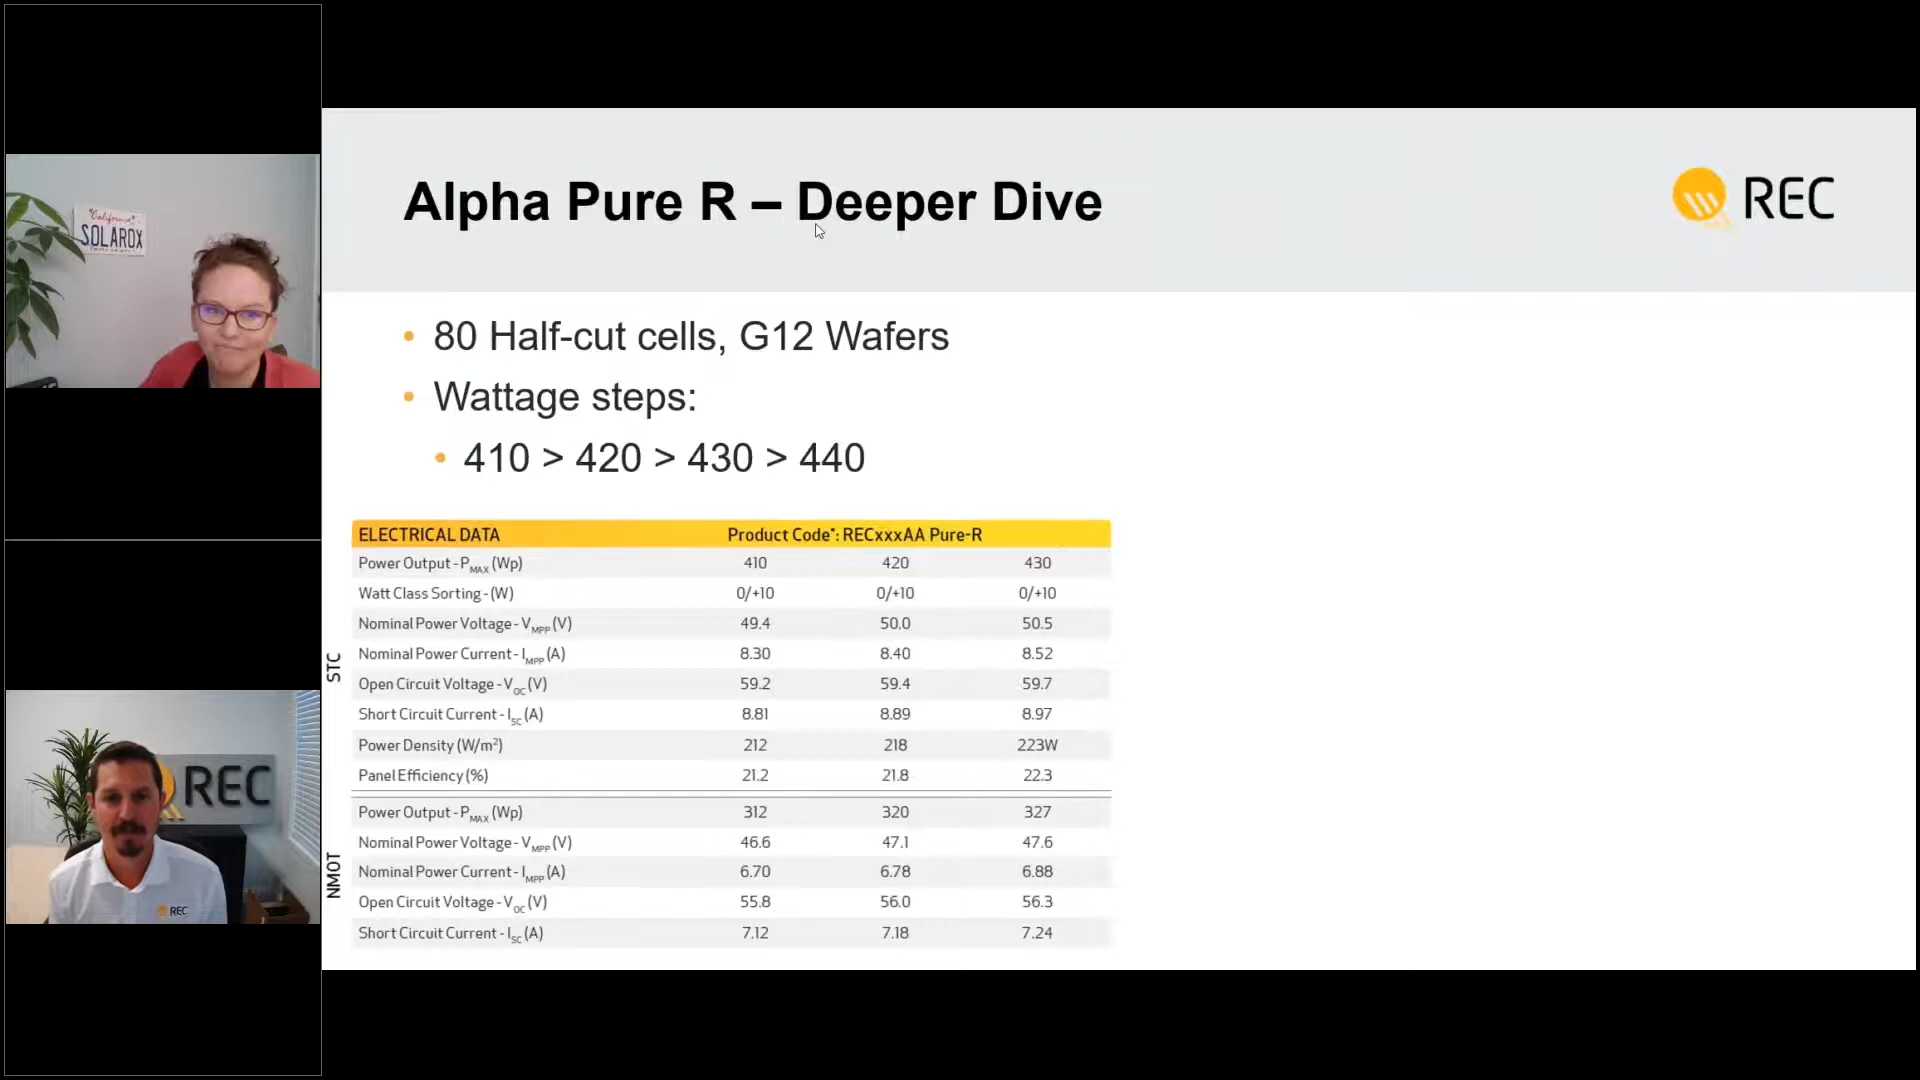 California
SOLAROX
REC
REC
Alpha Pure R – Deeper Dive
REC
• 80 Half-cut cells, G12 Wafers
• Wattage steps:
• 410 > 420 > 430 > 440
ELECTRICAL DATA Product Code*: RECxxxAA Pure-R
STC
Power Output - PMAX (Wp) 410 420 430
Watt Class Sorting - (W) 0/+10 0/+10 0/+10
Nominal Power Voltage - VMPP (V) 49.4 50.0 50.5
Nominal Power Current - IMPP (A) 8.30 8.40 8.52
Open Circuit Voltage - VOC (V) 59.2 59.4 59.7
Short Circuit Current - ISC (A) 8.81 8.89 8.97
Power Density (W/m²) 212 218 223W
Panel Efficiency (%) 21.2 21.8 22.3
NMOT
Power Output - PMAX (Wp) 312 320 327
Nominal Power Voltage - VMPP (V) 46.6 47.1 47.6
Nominal Power Current - IMPP (A) 6.70 6.78 6.88
Open Circuit Voltage - VOC (V) 55.8 56.0 56.3
Short Circuit Current - ISC (A) 7.12 7.18 7.24